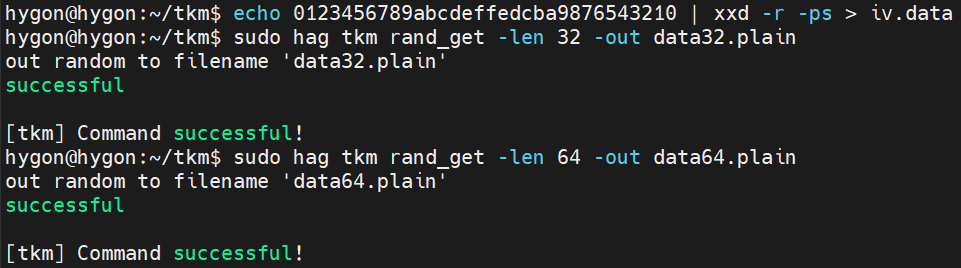 hygon@hygon:~/tkm$ echo 0123456789abcdeffedcba9876543210 | xxd -r -ps > iv.data
hygon@hygon:~/tkm$ sudo hag tkm rand_get -len 32 -out data32.plain
out random to filename 'data32.plain'
successful
[tkm] Command successful!
hygon@hygon:~/tkm$ sudo hag tkm rand_get -len 64 -out data64.plain
out random to filename 'data64.plain'
successful
[tkm] Command successful!